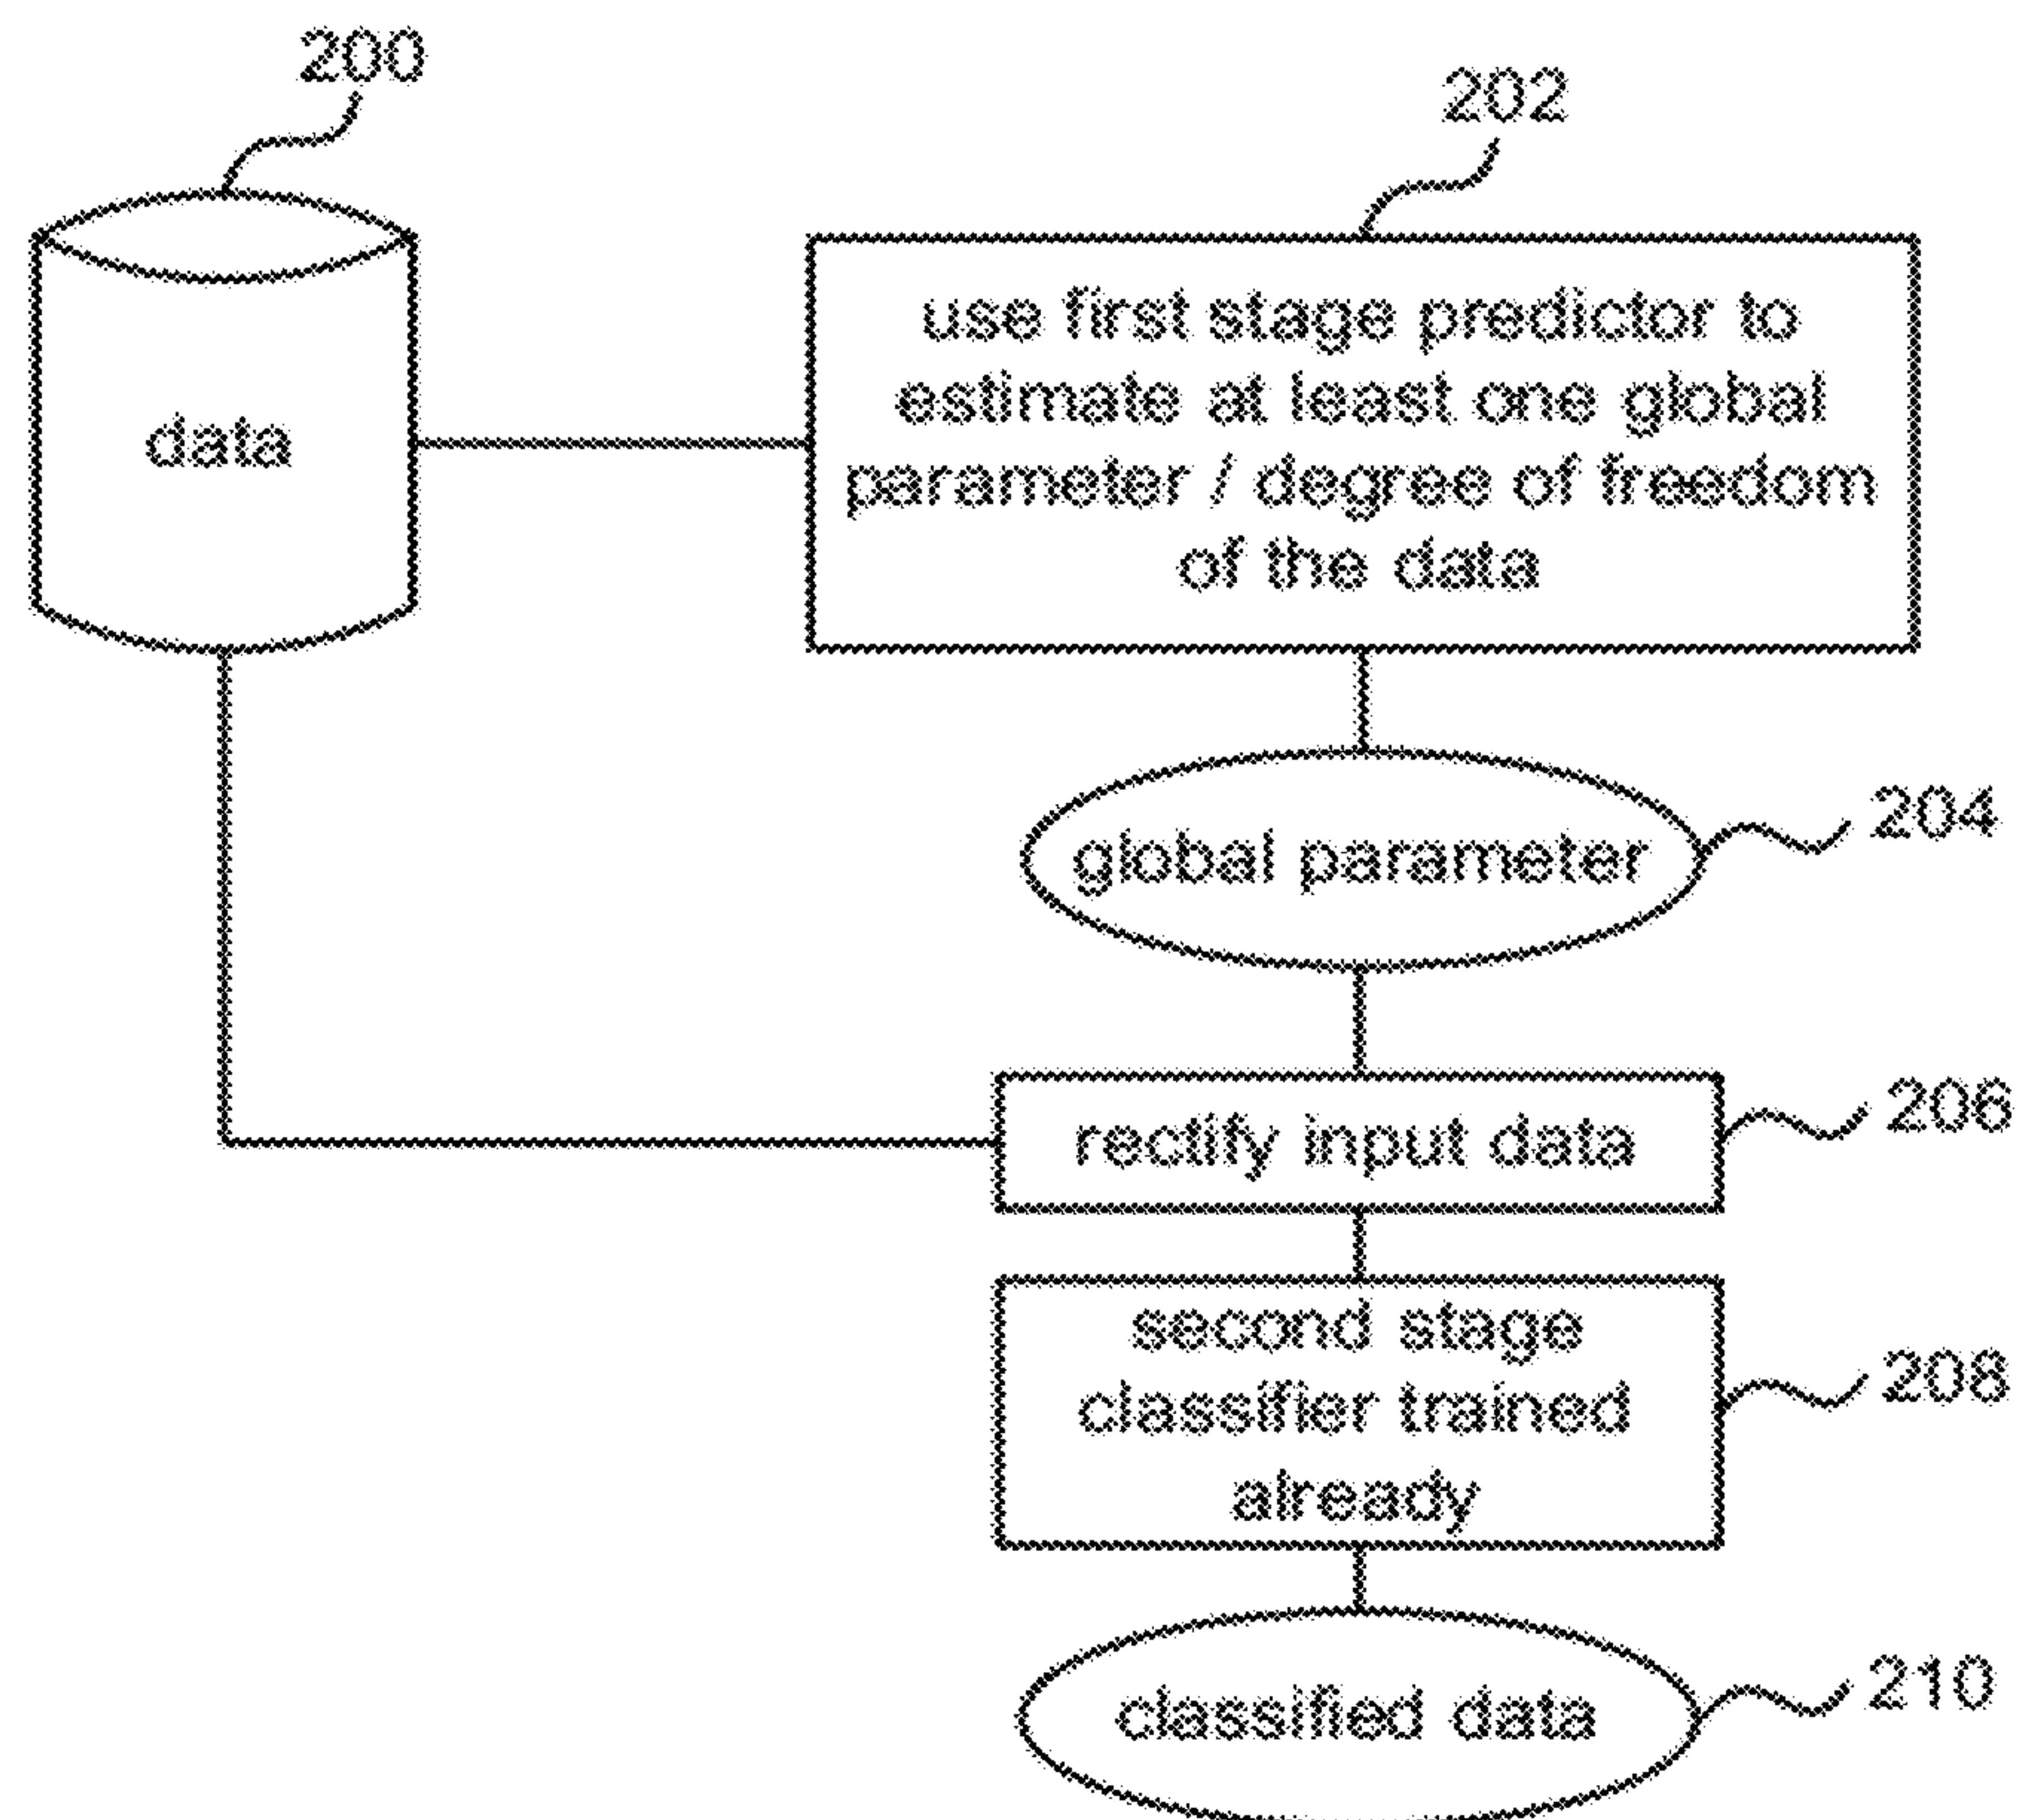 200
202
data
use first stage predictor to
estimate at least one global
parameter / degree of freedom
of the data
global parameter
204
rectify input data
206
second stage
classifier trained
already
208
classified data
210